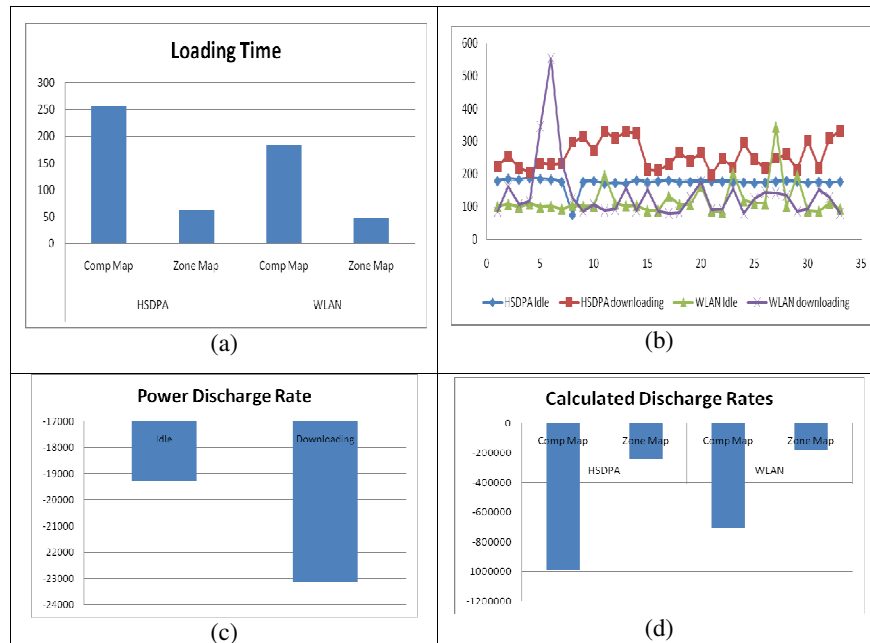 Loading Time
300
250
200
150
100
50
0
Comp Map Zone Map Comp Map Zone Map
HSDPA WLAN
(a)
600
500
400
300
200
100
0
0 5 10 15 20 25 30 35
HSDPA Idle HSDPA downloading WLAN Idle WLAN downloading
(b)
Power Discharge Rate
-17000
Idle Downloading
-18000
-19000
-20000
-21000
-22000
-23000
-24000
(c)
Calculated Discharge Rates
0
Comp Map Zone Map Comp Map Zone Map
-200000
HSDPA WLAN
-400000
-600000
-800000
-1000000
-1200000
(d)